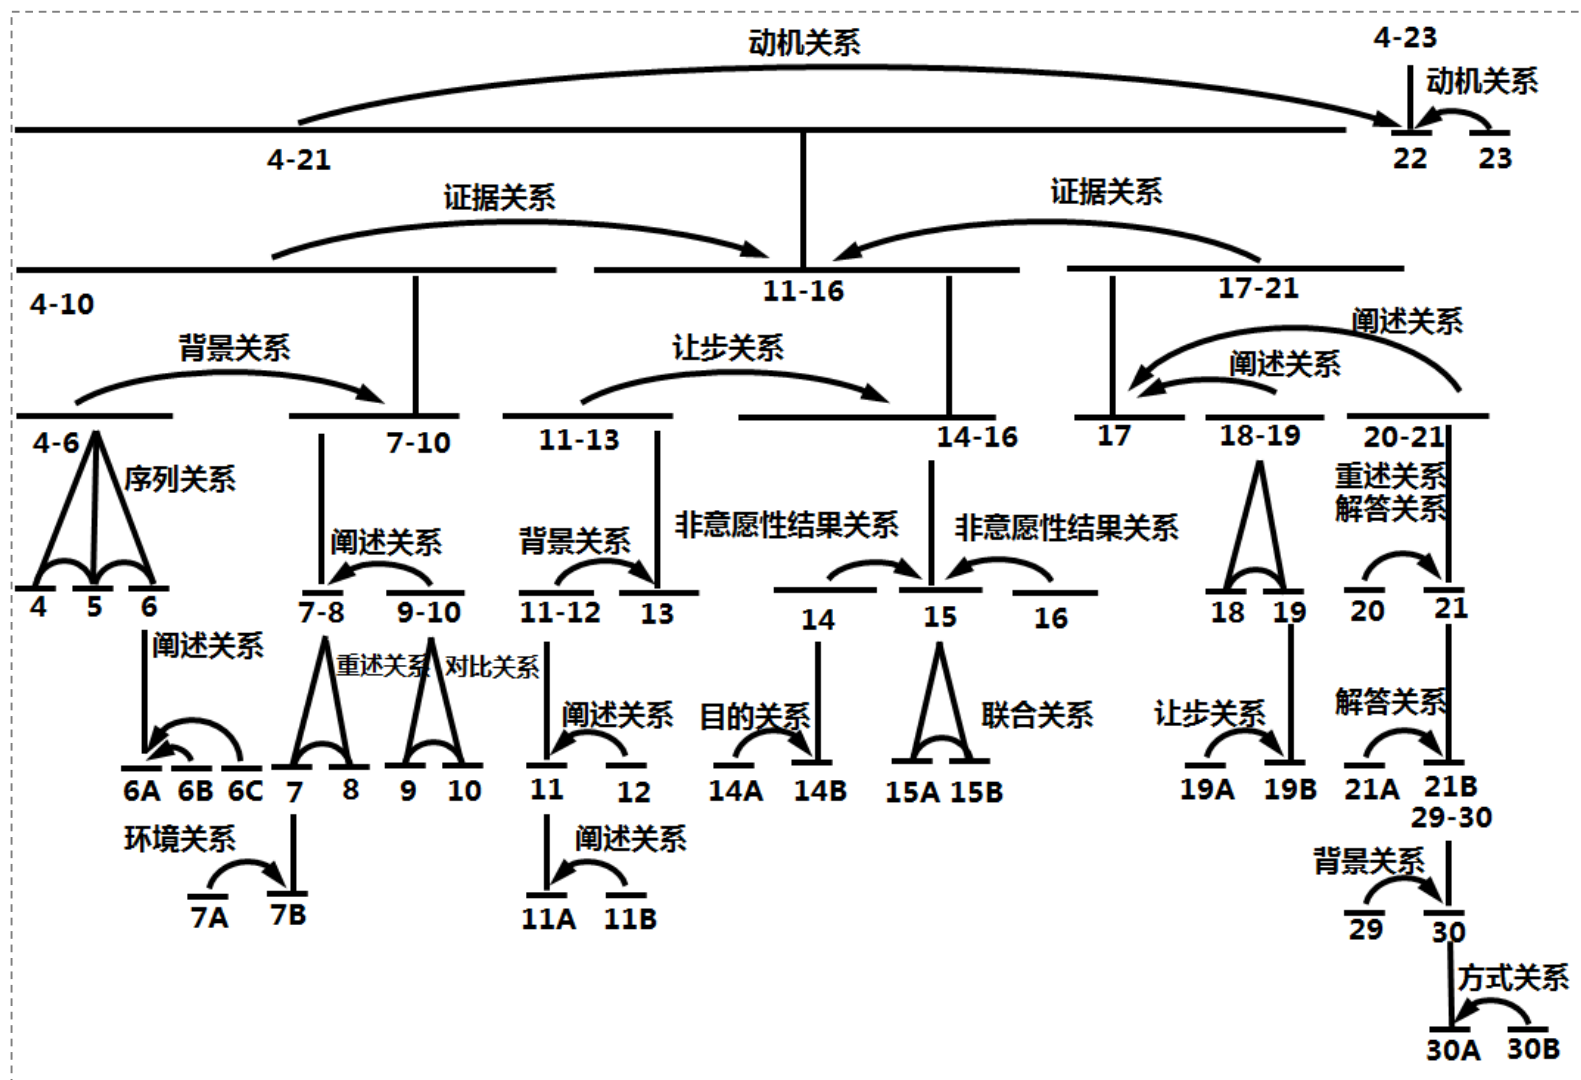 动机关系
4-23
动机关系
4-21
22
23
证据关系
证据关系
4-10
11-16
17-21
背景关系
让步关系
阐述关系
阐述关系
4-6
7-10
11-13
14-16
17
18-19
20-21
序列关系
重述关系
解答关系
阐述关系
背景关系
非意愿性结果关系
非意愿性结果关系
4
5
6
7-8
9-10
11-12
13
14
15
16
18
19
20
21
阐述关系
重述关系
对比关系
阐述关系
目的关系
联合关系
让步关系
解答关系
6A
6B
6C
7
8
9
10
11
12
14A
14B
15A
15B
19A
19B
21A
21B
29-30
环境关系
阐述关系
背景关系
7A
7B
11A
11B
29
30
方式关系
30A
30B